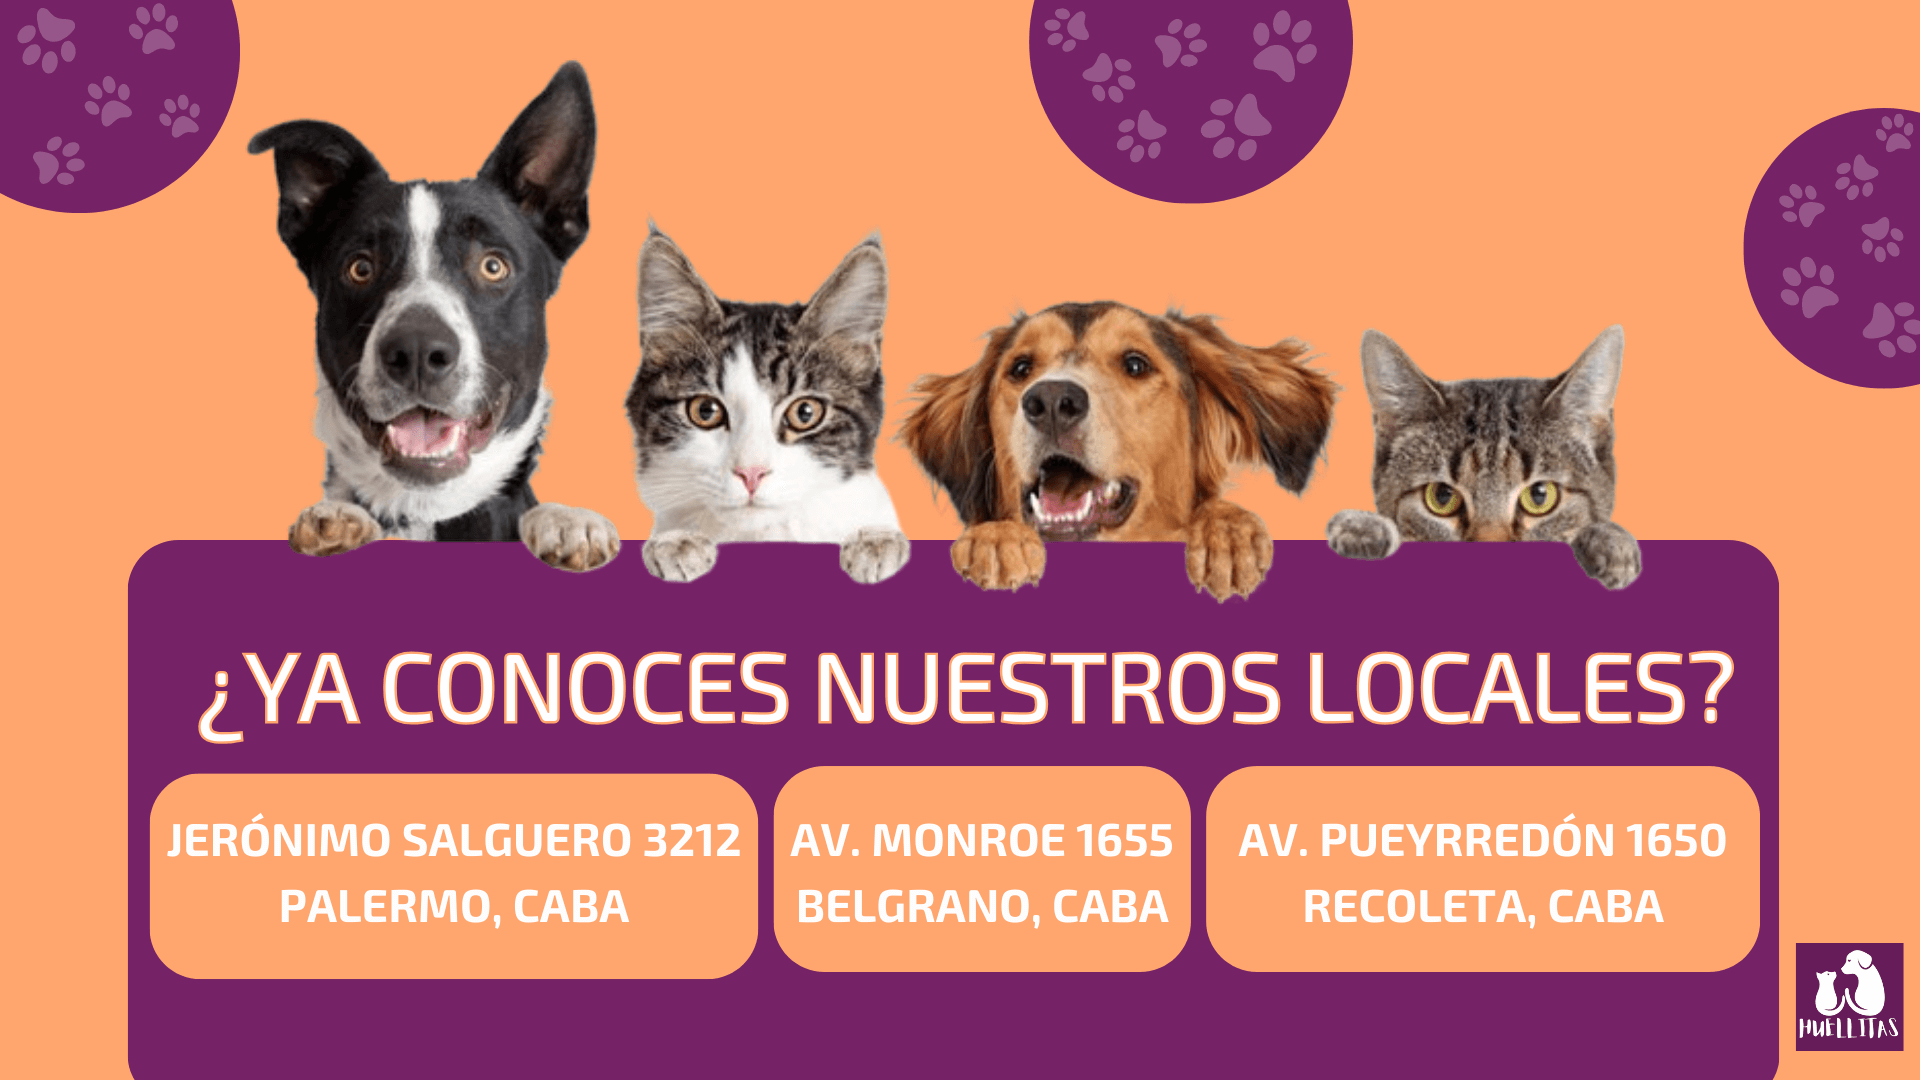 ¿YA CONOCES NUESTROS LOCALES?
JERÓNIMO SALGUERO 3212
PALERMO, CABA
AV. MONROE 1655
BELGRANO, CABA
AV. PUEYRREDÓN 1650
RECOLETA, CABA
HUELLITAS